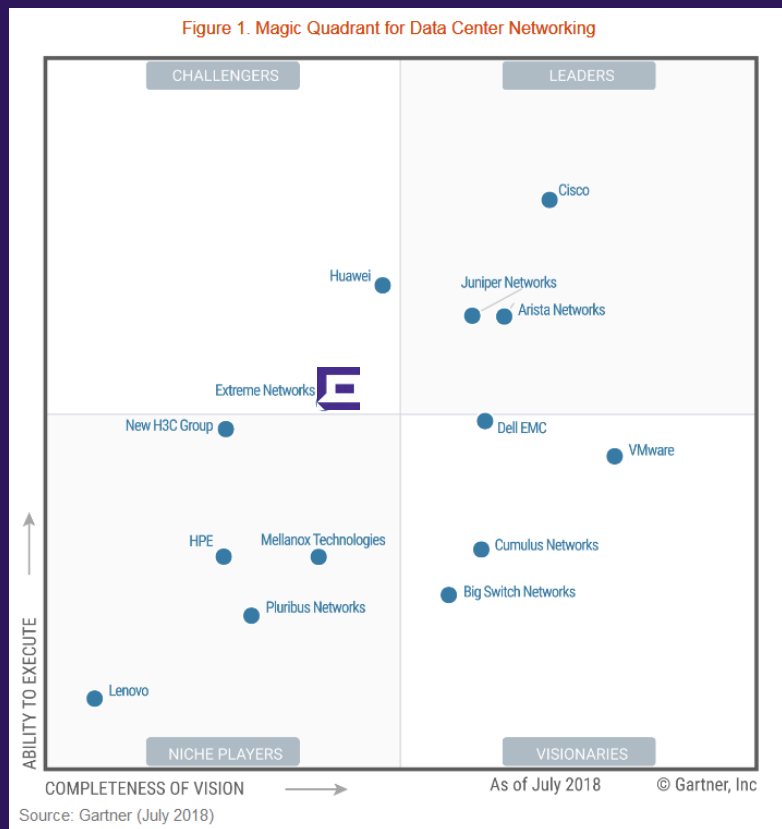 Figure 1. Magic Quadrant for Data Center Networking
CHALLENGERS
LEADERS
Cisco
Huawei
Juniper Networks
Arista Networks
Extreme Networks
New H3C Group
Dell EMC
VMware
HPE
Mellanox Technologies
Cumulus Networks
Big Switch Networks
Pluribus Networks
Lenovo
NICHE PLAYERS
VISIONARIES
ABILITY TO EXECUTE
COMPLETENESS OF VISION
As of July 2018
© Gartner, Inc
Source: Gartner (July 2018)